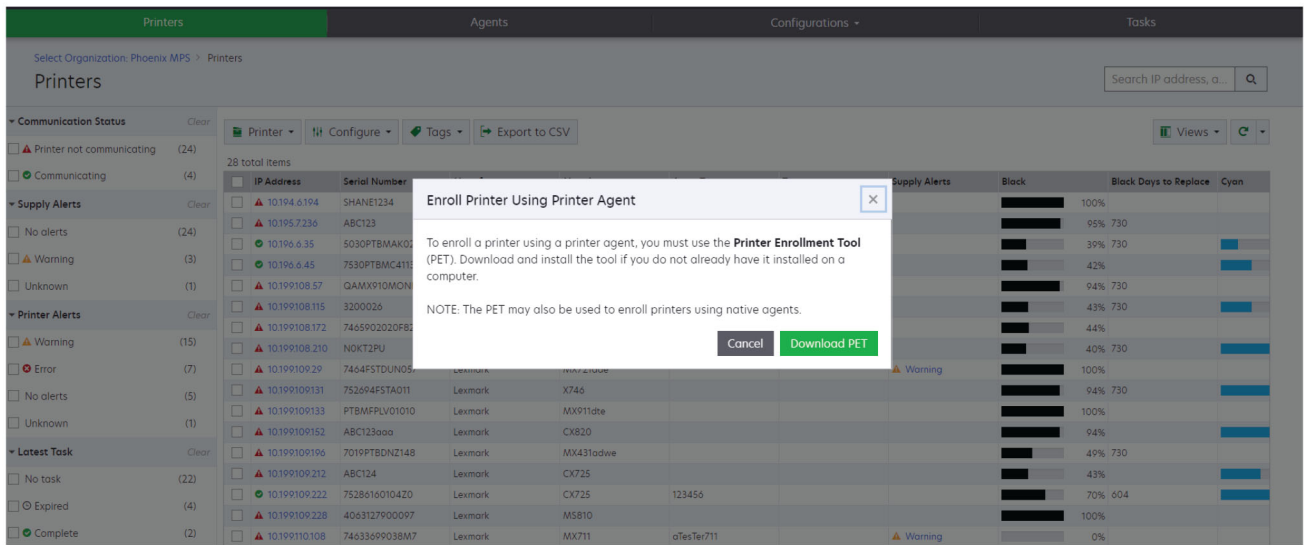 Printers Agents Configurations Tasks
Select Organization: Phoenix MPS > Printers
Printers
Search IP address, a...
Communication Status Clear
Printer not communicating (24)
Communicating (4)
Supply Alerts Clear
No alerts (24)
Warning (3)
Unknown (1)
Printer Alerts Clear
Warning (15)
Error (7)
No alerts (5)
Unknown (1)
Latest Task Clear
No task (22)
Expired (4)
Complete (2)
Printer Configure Tags Export to CSV Views
28 total items
IP Address Serial Number Supply Alerts Black Black Days to Replace Cyan
10.194.6.194 SHANE1234 100%
10.195.7.236 ABC123 95% 730
10.196.6.35 5030PTBMAK02 39% 730
10.196.6.45 7530PTBMC4113 42%
10.199.108.57 QAMX910MON 94% 730
10.199.108.115 3200026 43% 730
10.199.108.172 7465902020F82 44%
10.199.108.210 N0KT2PU 40% 730
10.199.109.29 7464FSTDUN057 Lexmark MX721ade Warning 100%
10.199.109.131 752694FSTA011 Lexmark X746 94% 730
10.199.109.133 PTBMFPLV01010 Lexmark MX911dte 100%
10.199.109.152 ABC123aaa Lexmark CX820 94%
10.199.109.196 7019PTBDNZ148 Lexmark MX431adwe 49% 730
10.199.109.212 ABC124 Lexmark CX725 43%
10.199.109.222 75286160104Z0 Lexmark CX725 123456 70% 604
10.199.109.228 4063127900097 Lexmark MS810 100%
10.199.110.108 74633699038M7 Lexmark MX711 aTesTer711 Warning 0%
Enroll Printer Using Printer Agent
To enroll a printer using a printer agent, you must use the Printer Enrollment Tool
(PET). Download and install the tool if you do not already have it installed on a
computer.
NOTE: The PET may also be used to enroll printers using native agents.
Cancel Download PET